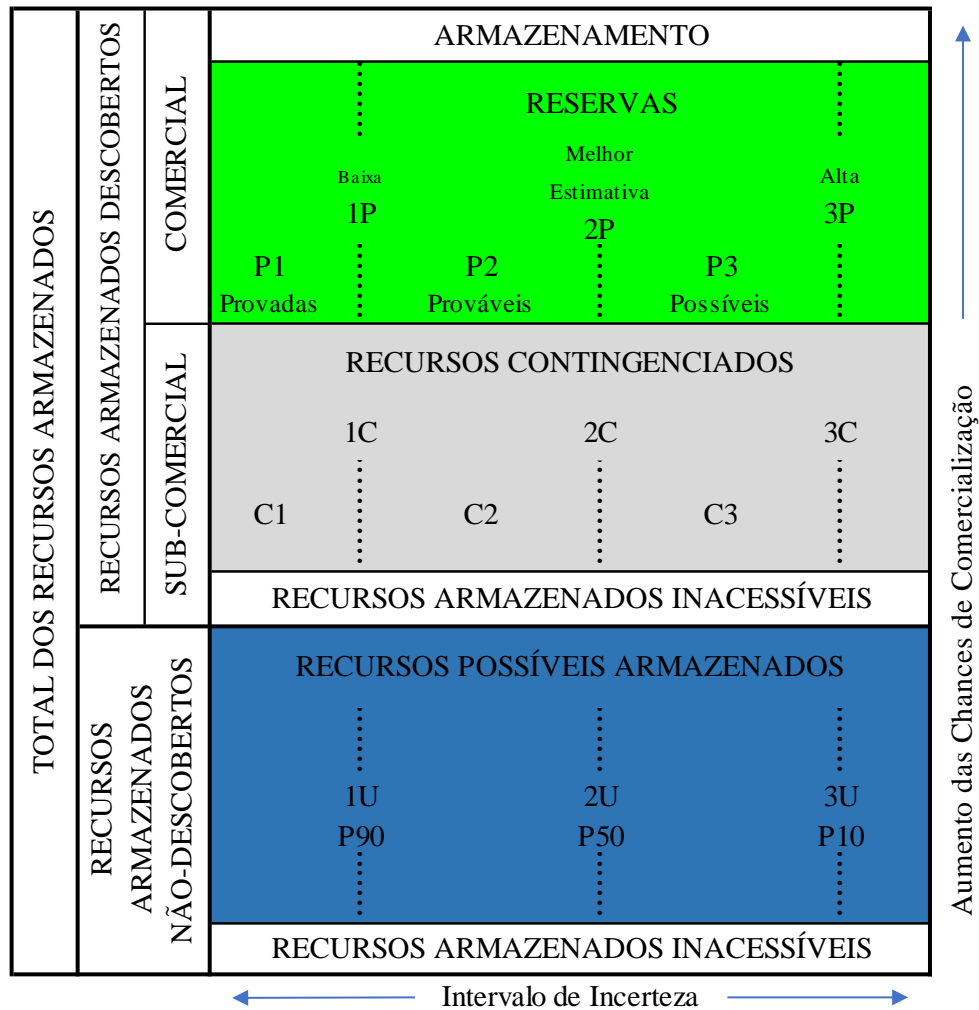 TOTAL DOS RECURSOS ARMAZENADOS
RECURSOS ARMAZENADOS DESCOBERTOS
COMERCIAL
ARMAZENAMENTO
RESERVAS
Melhor
Baixa Estimativa Alta
1P 2P 3P
P1 P2 P3
Provadas Prováveis Possíveis
SUB-COMERCIAL
RECURSOS CONTINGENCIADOS
1C 2C 3C
C1 C2 C3
RECURSOS ARMAZENADOS INACESSÍVEIS
RECURSOS
ARMAZENADOS
NÃO-DESCOBERTOS
RECURSOS POSSÍVEIS ARMAZENADOS
1U 2U 3U
P90 P50 P10
RECURSOS ARMAZENADOS INACESSÍVEIS
Intervalo de Incerteza
Aumento das Chances de Comercialização